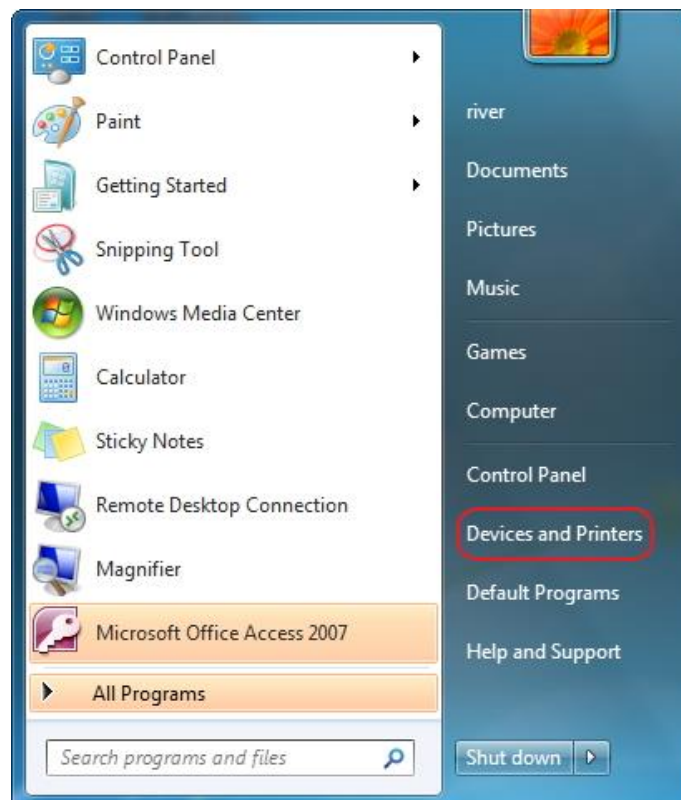 Control Panel
Paint
Getting Started
Snipping Tool
Windows Media Center
Calculator
Sticky Notes
Remote Desktop Connection
Magnifier
Microsoft Office Access 2007
All Programs
Search programs and files
river
Documents
Pictures
Music
Games
Computer
Control Panel
Devices and Printers
Default Programs
Help and Support
Shut down